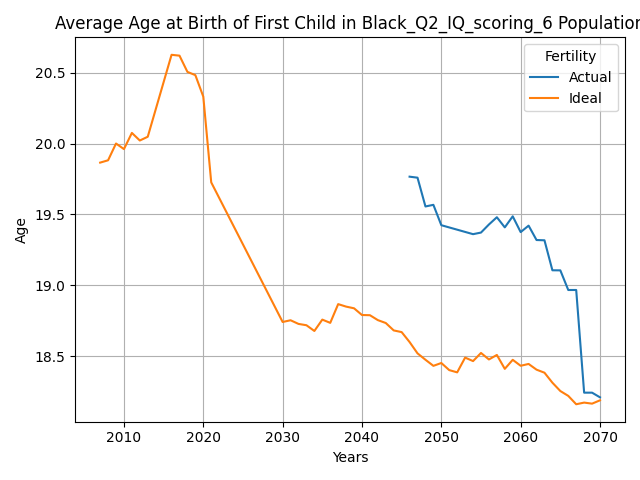 Average Age at Birth of First Child in Black_Q2_IQ_scoring_6 Population
Fertility
Actual
Ideal
20.5
20.0
19.5
19.0
18.5
Age
2010 2020 2030 2040 2050 2060 2070
Years